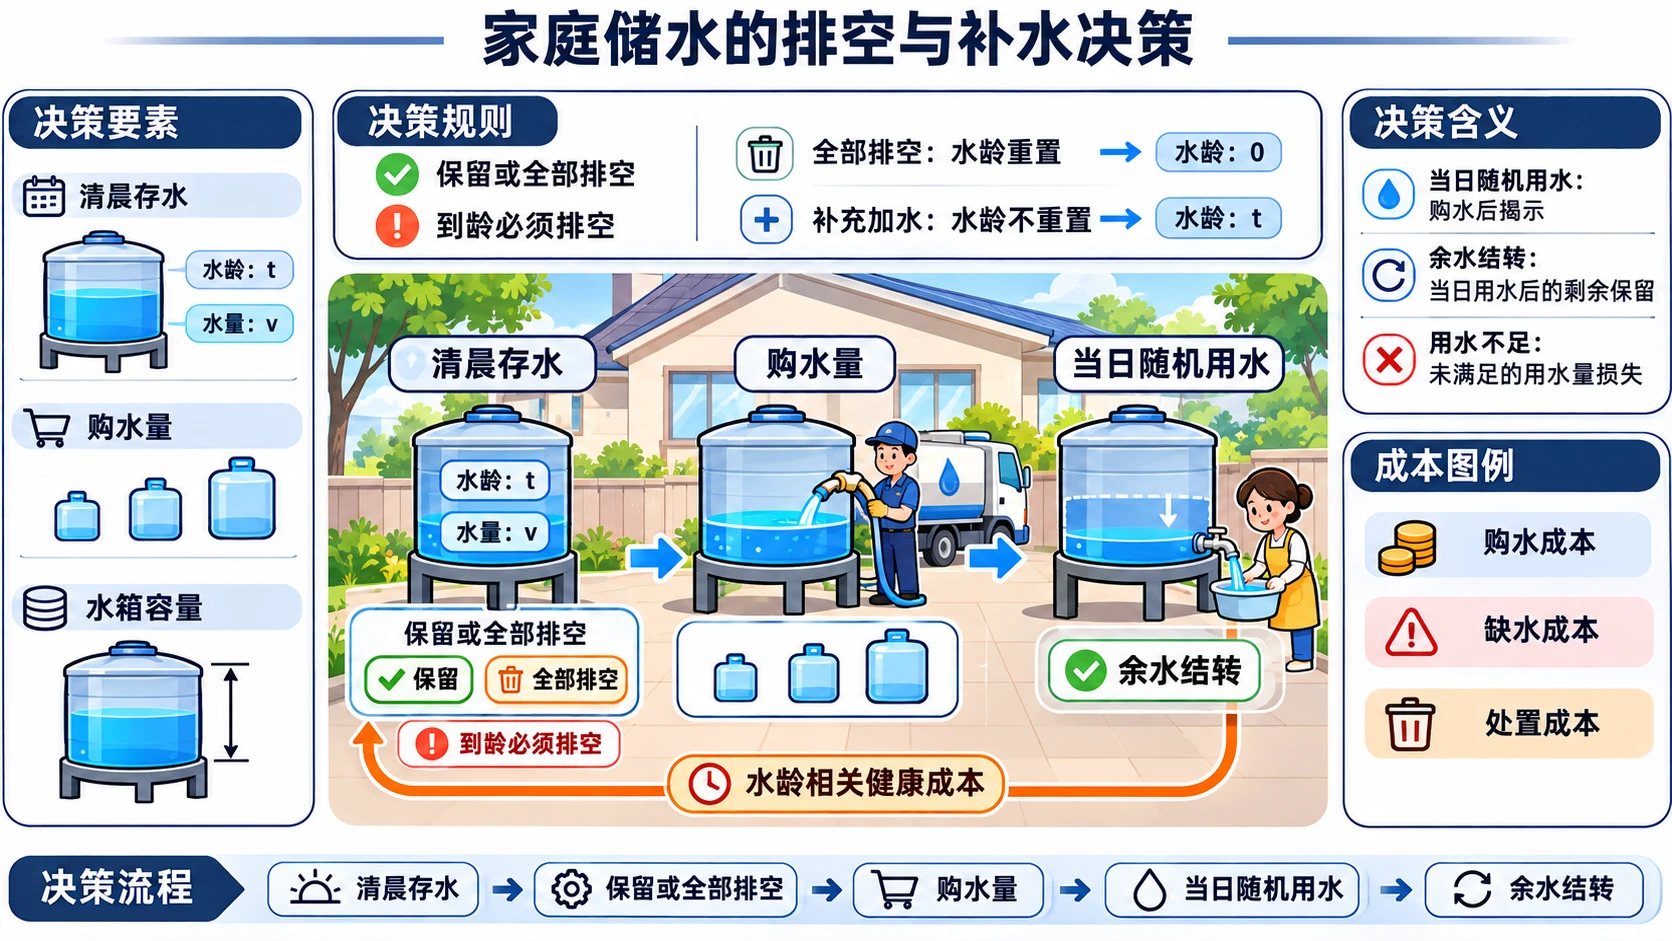 家庭储水的排空与补水决策
决策要素
清晨存水
水龄：t
水量：v
购水量
水箱容量
决策规则
保留或全部排空
到龄必须排空
全部排空：水龄重置
水龄：0
补充加水：水龄不重置
水龄：t
清晨存水
水龄：t
水量：v
保留或全部排空
保留
全部排空
到龄必须排空
购水量
当日随机用水
余水结转
水龄相关健康成本
决策含义
当日随机用水：
购水后揭示
余水结转：
当日用水后的剩余保留
用水不足：
未满足的用水量损失
成本图例
购水成本
缺水成本
处置成本
决策流程
清晨存水
保留或全部排空
购水量
当日随机用水
余水结转